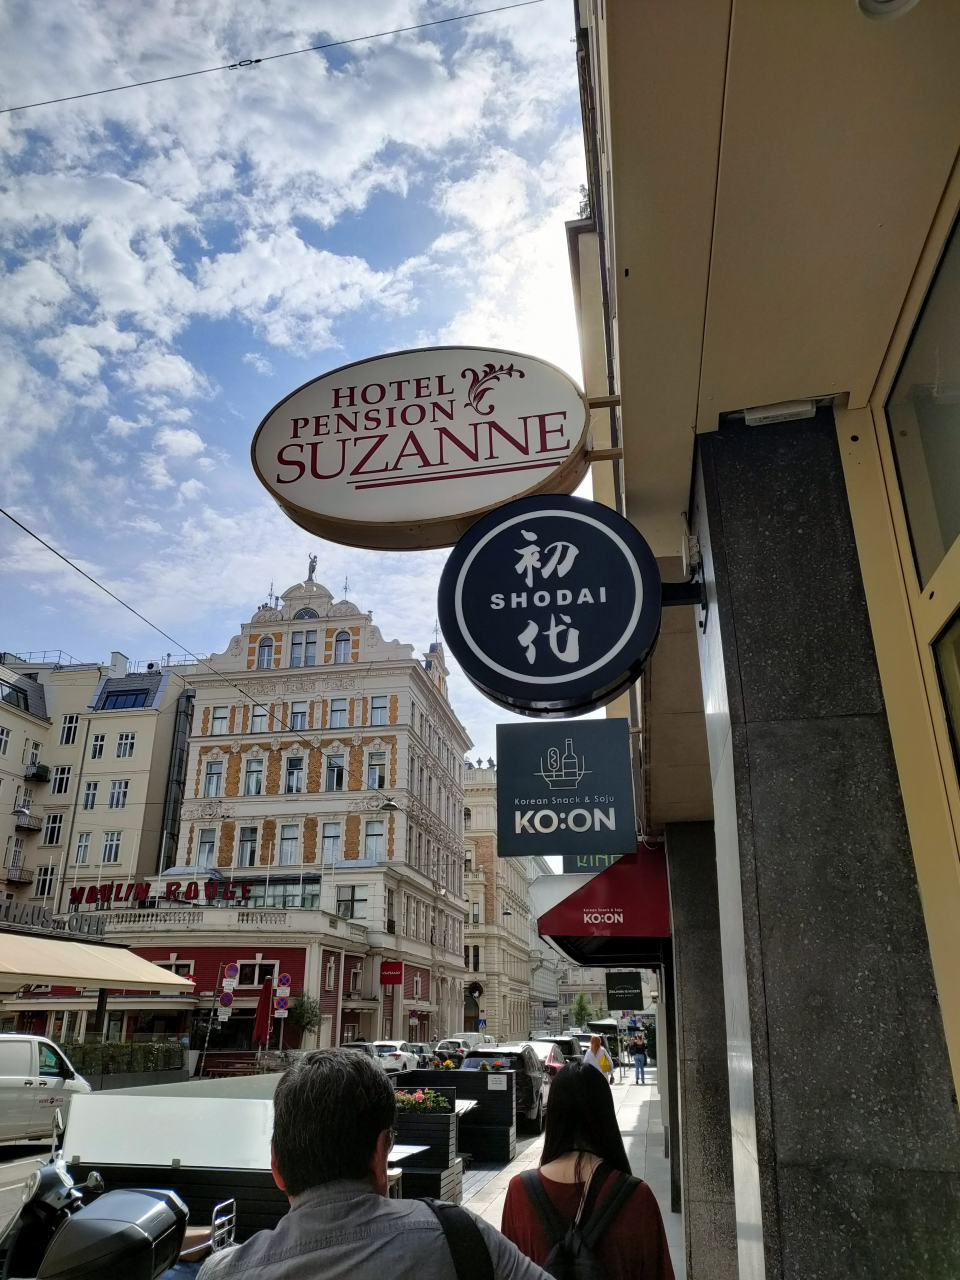 HOTEL
PENSION
SUZANNE
初
SHODAI
代
Korean Snack & Soju
KO:ON
Korean Snack & Soju
KO:ON
MOULIN ROUGE